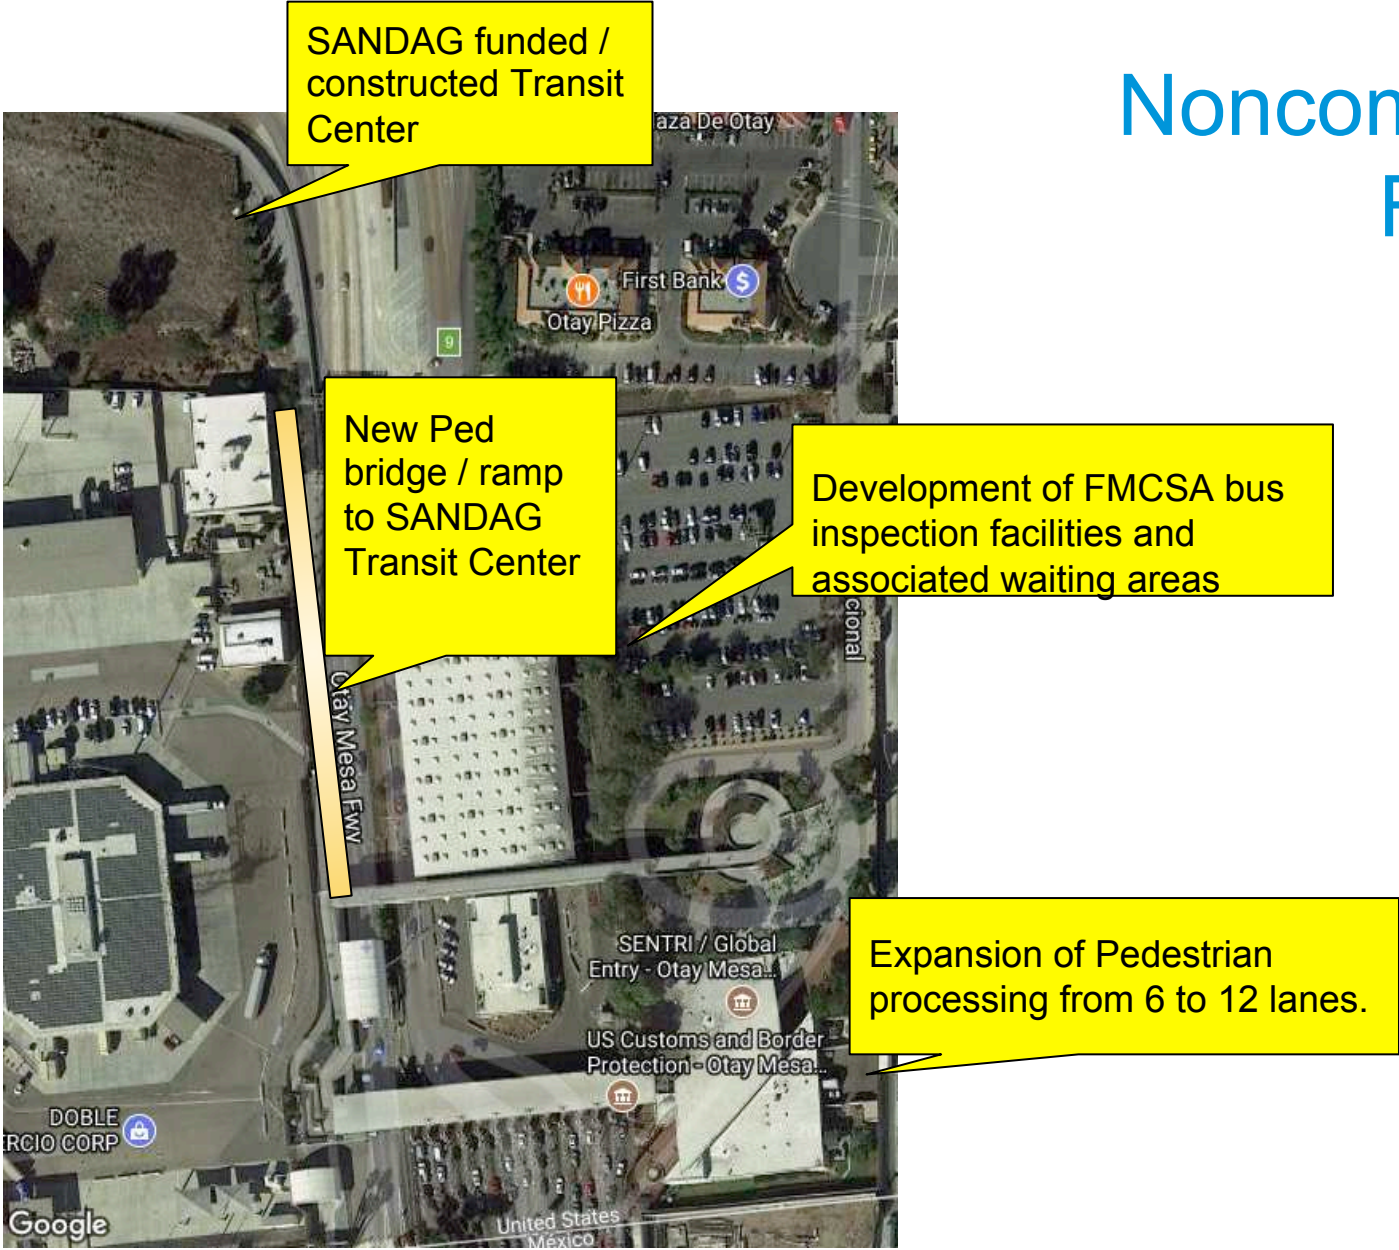 SANDAG funded /
constructed Transit
Center
aza De Otay
First Bank
Otay Pizza
9
New Ped
bridge / ramp
to SANDAG
Transit Center
Development of FMCSA bus
inspection facilities and
associated waiting areas
cional
Otay Mesa Fwy
SENTRI / Global
Entry - Otay Mesa...
US Customs and Border
Protection - Otay Mesa...
Expansion of Pedestrian
processing from 6 to 12 lanes.
DOBLE
ERCIO CORP
Google
United States
México